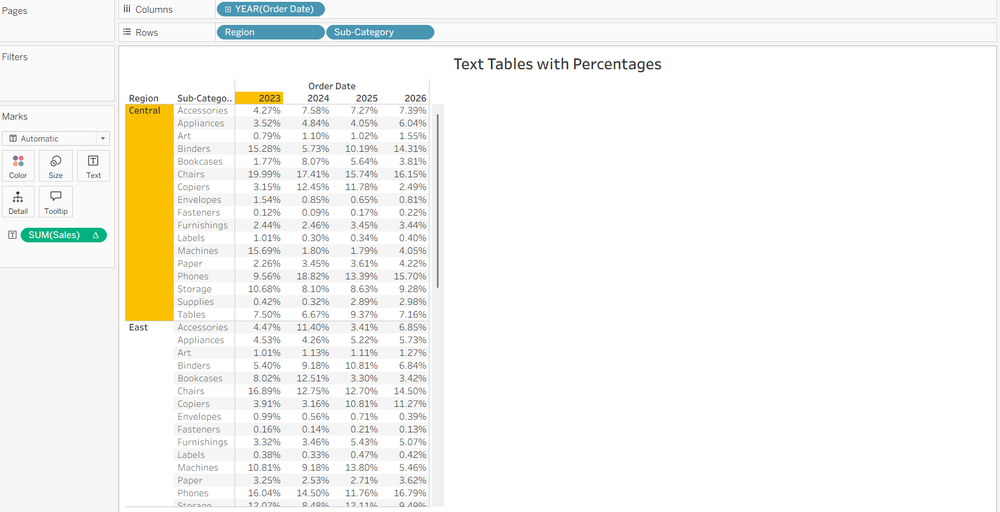 Pages
Columns
YEAR(Order Date)
Rows
Region Sub-Category
Filters
Marks
Automatic
Color Size Text
Detail Tooltip
SUM(Sales) Δ
Text Tables with Percentages
Order Date
Region Sub-Catego.. 2023 2024 2025 2026
Central Accessories 4.27% 7.58% 7.27% 7.39%
Appliances 3.52% 4.84% 4.05% 6.04%
Art 0.79% 1.10% 1.02% 1.55%
Binders 15.28% 5.73% 10.19% 14.31%
Bookcases 1.77% 8.07% 5.64% 3.81%
Chairs 19.99% 17.41% 15.74% 16.15%
Copiers 3.15% 12.45% 11.78% 2.49%
Envelopes 1.54% 0.85% 0.65% 0.81%
Fasteners 0.12% 0.09% 0.17% 0.22%
Furnishings 2.44% 2.46% 3.45% 3.44%
Labels 1.01% 0.30% 0.34% 0.40%
Machines 15.69% 1.80% 1.79% 4.05%
Paper 2.26% 3.45% 3.61% 4.22%
Phones 9.56% 18.82% 13.39% 15.70%
Storage 10.68% 8.10% 8.63% 9.28%
Supplies 0.42% 0.32% 2.89% 2.98%
Tables 7.50% 6.67% 9.37% 7.16%
East Accessories 4.47% 11.40% 3.41% 6.85%
Appliances 4.53% 4.26% 5.22% 5.73%
Art 1.01% 1.13% 1.11% 1.27%
Binders 5.40% 9.18% 10.81% 6.84%
Bookcases 8.02% 12.51% 3.30% 3.42%
Chairs 16.89% 12.75% 12.70% 14.50%
Copiers 3.91% 3.16% 10.81% 11.27%
Envelopes 0.99% 0.56% 0.71% 0.39%
Fasteners 0.16% 0.14% 0.21% 0.13%
Furnishings 3.32% 3.46% 5.43% 5.07%
Labels 0.38% 0.33% 0.47% 0.42%
Machines 10.81% 9.18% 13.80% 5.46%
Paper 3.25% 2.53% 2.71% 3.62%
Phones 16.04% 14.50% 11.76% 16.79%
Storage 12.07% 8.48% 12.11% 9.49%